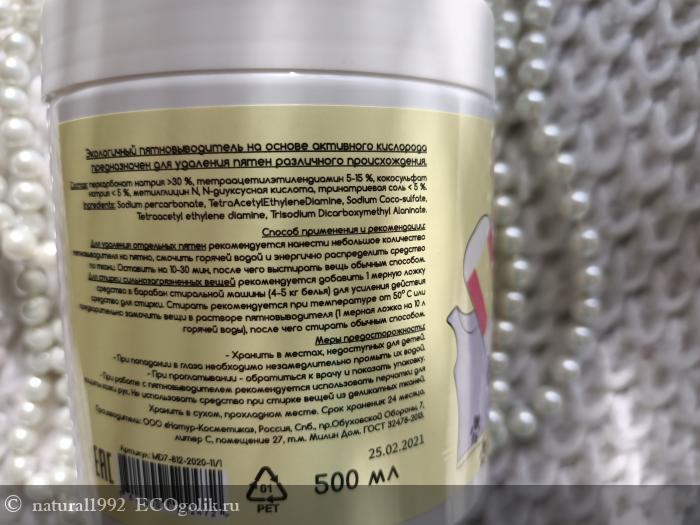 Экологичный пятновыводитель на основе активного кислорода
предназначен для удаления пятен различного происхождения.
Состав: перкарбонат натрия >30 %, тетраацетилэтилендиамин 5-15 %, кокосульфат
натрия < 5 %, метилглицин N, N-диуксусная кислота, тринатриевая соль < 5 %.
Ingredients: Sodium percarbonate, TetraAcetylEthyleneDiamine, Sodium Coco-sulfate,
Tetraacetyl ethylene diamine, Trisodium Dicarboxymethyl Alaninate.
Способ применения и рекомендации:
Для удаления отдельных пятен рекомендуется нанести небольшое количество
пятновыводителя на пятно, смочить горячей водой и энергично распределить средство
по ткани. Оставить на 10-30 мин, после чего выстирать вещь обычным способом.
Для стирки сильнозагрязненных вещей рекомендуется добавить 1 мерную ложку
средства в барабан стиральной машины (4-5 кг белья) для усиления действия
средство для стирки. Стирать рекомендуется при температуре от 50° С или
предварительно замочить вещи в растворе пятновыводителя (1 мерная ложка на 10 л
горячей воды), после чего стирать обычным способом.
Меры предосторожности:
- Хранить в местах, недоступных для детей.
- При попадании в глаза необходимо незамедлительно промыть их водой.
- При проглатывании - обратиться к врачу и показать упаковку.
- При работе с пятновыводителем рекомендуется использовать перчатки для
защиты кожи рук. Не использовать средство при стирке вещей из деликатных тканей.
Хранить в сухом, прохладном месте. Срок хранения: 24 месяца.
Производитель: ООО «Натур-Косметика», Россия, Спб., пр.Обуховской Обороны 7,
литер С, помещение 27, т.м. Милин Дом. ГОСТ 32478-2013.
Артикул: MD7-812-2020-11/1
25.02.2021
EAC
01
PET
500 мл
natural1992 ECOgolik.ru